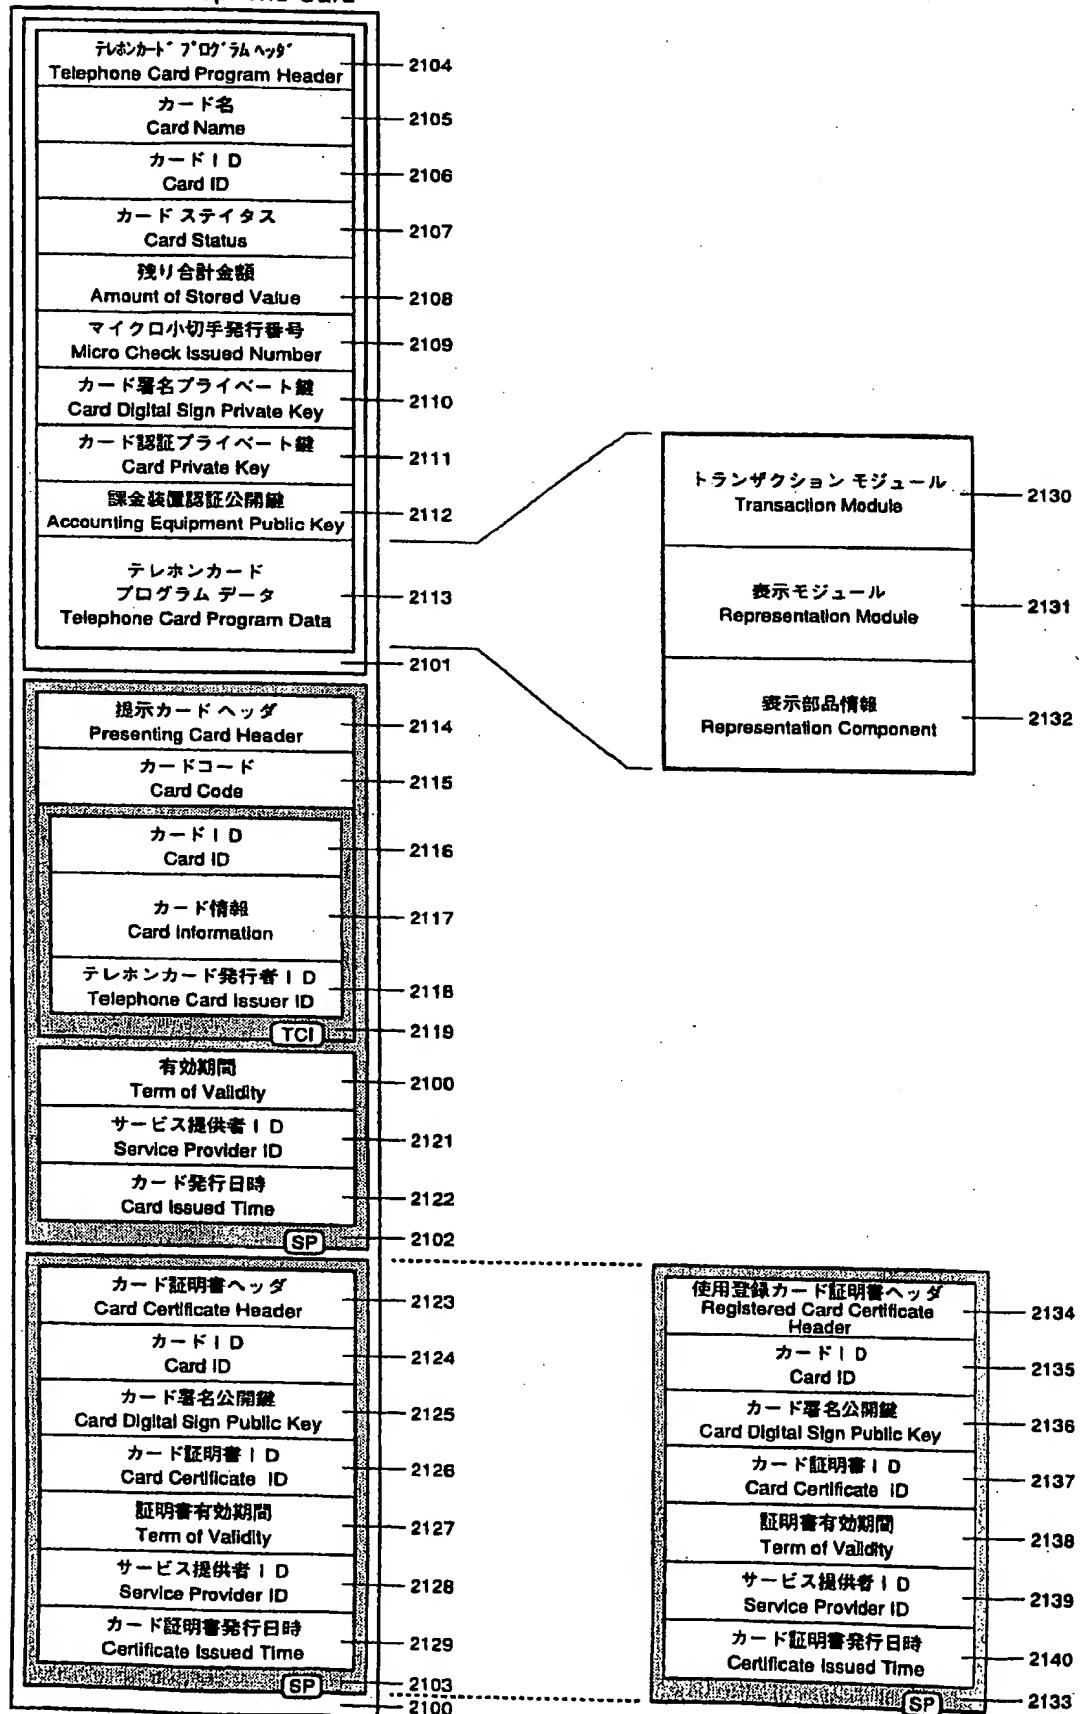 テレホンカード プログラム ヘッダ
Telephone Card Program Header
2104
カード名
Card Name
2105
カードID
Card ID
2106
カード ステイタス
Card Status
2107
残り合計金額
Amount of Stored Value
2108
マイクロ小切手発行番号
Micro Check Issued Number
2109
カード署名プライベート鍵
Card Digital Sign Private Key
2110
カード認証プライベート鍵
Card Private Key
2111
課金装置認証公開鍵
Accounting Equipment Public Key
2112
テレホンカード
プログラム データ
Telephone Card Program Data
2113
2101
トランザクション モジュール
Transaction Module
2130
表示モジュール
Representation Module
2131
表示部品情報
Representation Component
2132
提示カード ヘッダ
Presenting Card Header
2114
カードコード
Card Code
2115
カードID
Card ID
2116
カード情報
Card Information
2117
テレホンカード発行者ID
Telephone Card Issuer ID
2118
TCI
2119
有効期間
Term of Validity
2100
サービス提供者ID
Service Provider ID
2121
カード発行日時
Card Issued Time
2122
SP
2102
カード証明書ヘッダ
Card Certificate Header
2123
カードID
Card ID
2124
カード署名公開鍵
Card Digital Sign Public Key
2125
カード証明書ID
Card Certificate ID
2126
証明書有効期間
Term of Validity
2127
サービス提供者ID
Service Provider ID
2128
カード証明書発行日時
Certificate Issued Time
2129
SP
2103
2100
使用登録カード証明書ヘッダ
Registered Card Certificate
Header
2134
カードID
Card ID
2135
カード署名公開鍵
Card Digital Sign Public Key
2136
カード証明書ID
Card Certificate ID
2137
証明書有効期間
Term of Validity
2138
サービス提供者ID
Service Provider ID
2139
カード証明書発行日時
Certificate Issued Time
2140
SP
2133